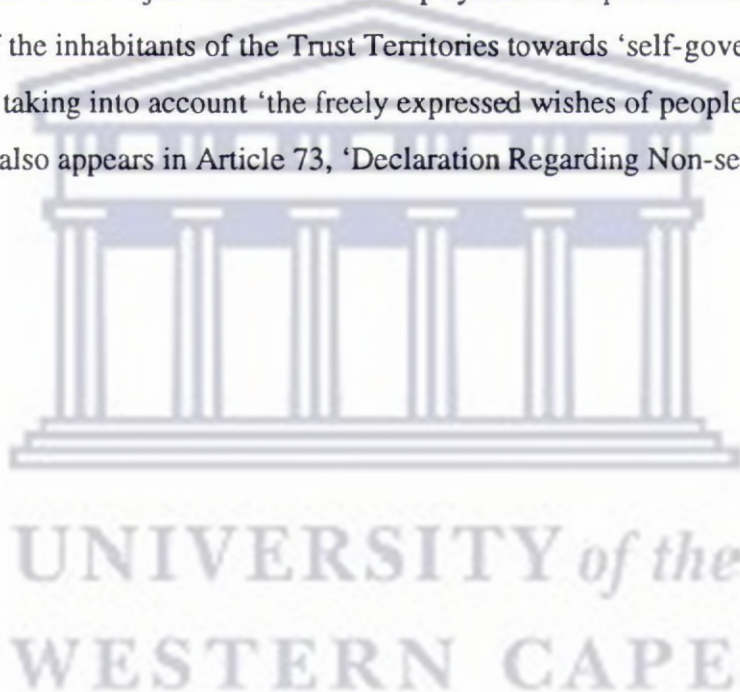 f the inhabitants of the Trust Territories towards ‘self-gove
taking into account ‘the freely expressed wishes of people
also appears in Article 73, ‘Declaration Regarding Non-se
UNIVERSITY of the
WESTERN CAPE